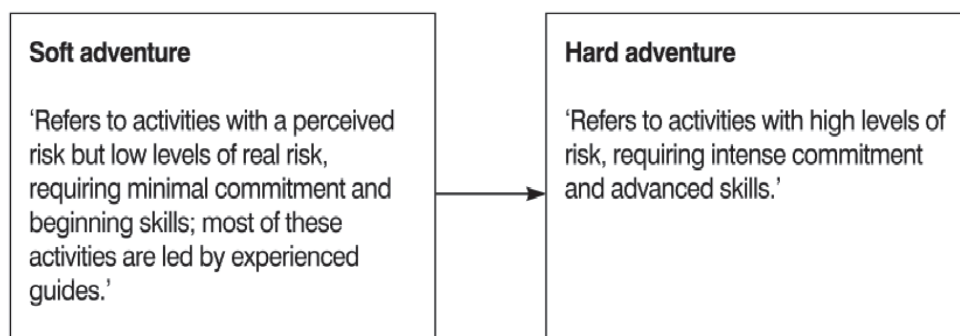 Soft adventure
‘Refers to activities with a perceived
risk but low levels of real risk,
requiring minimal commitment and
beginning skills; most of these
activities are led by experienced
guides.’
Hard adventure
‘Refers to activities with high levels of
risk, requiring intense commitment
and advanced skills.’